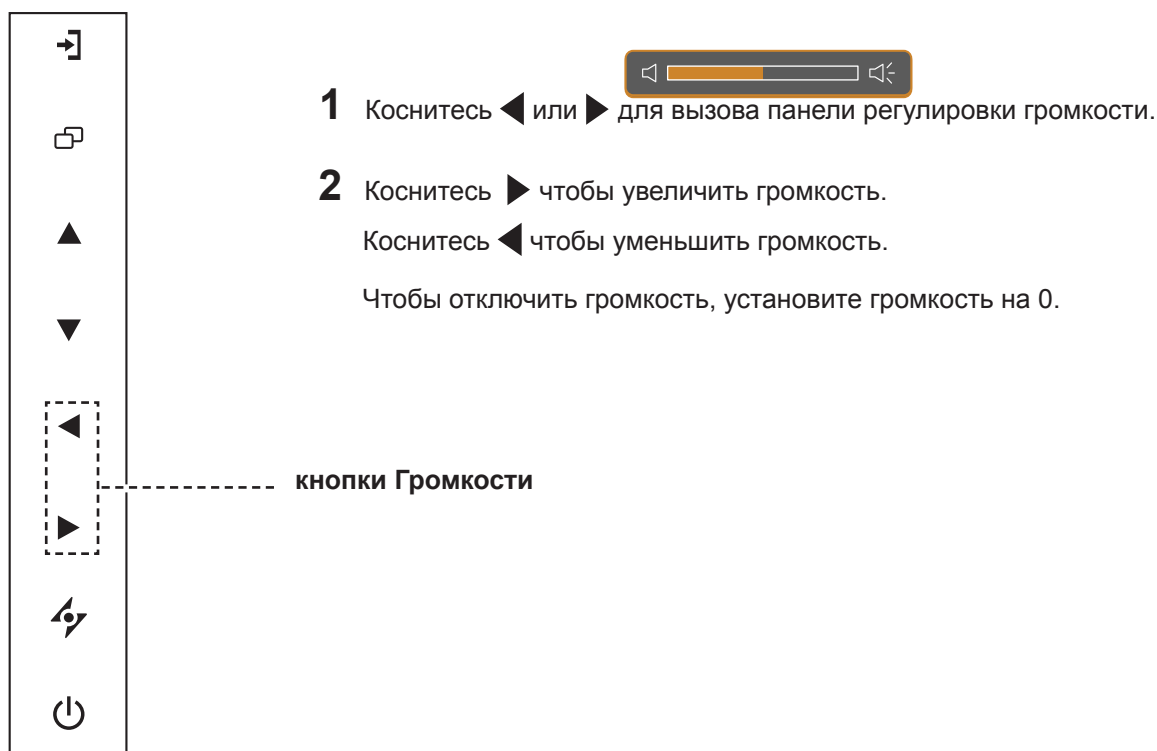 1 Коснитесь ◀ или ▶ для вызова панели регулировки громкости.
2 Коснитесь ▶ чтобы увеличить громкость.
Коснитесь ◀ чтобы уменьшить громкость.
Чтобы отключить громкость, установите громкость на 0.
кнопки Громкости